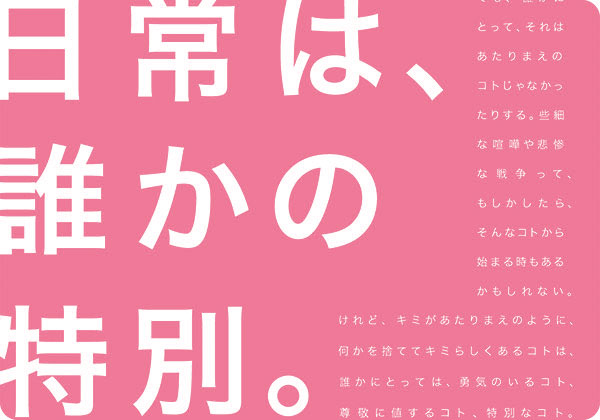 日常は、
誰かの
特別。
とって、それは
あたりまえの
コトじゃなかっ
たりする。些細
な喧嘩や悲惨
な戦争って、
もしかしたら、
そんなコトから
始まる時もある
かもしれない。
けれど、キミがあたりまえのように、
何かを捨ててキミらしくあるコトは、
誰かにとっては、勇気のいるコト、
尊敬に値するコト、特別なコト。